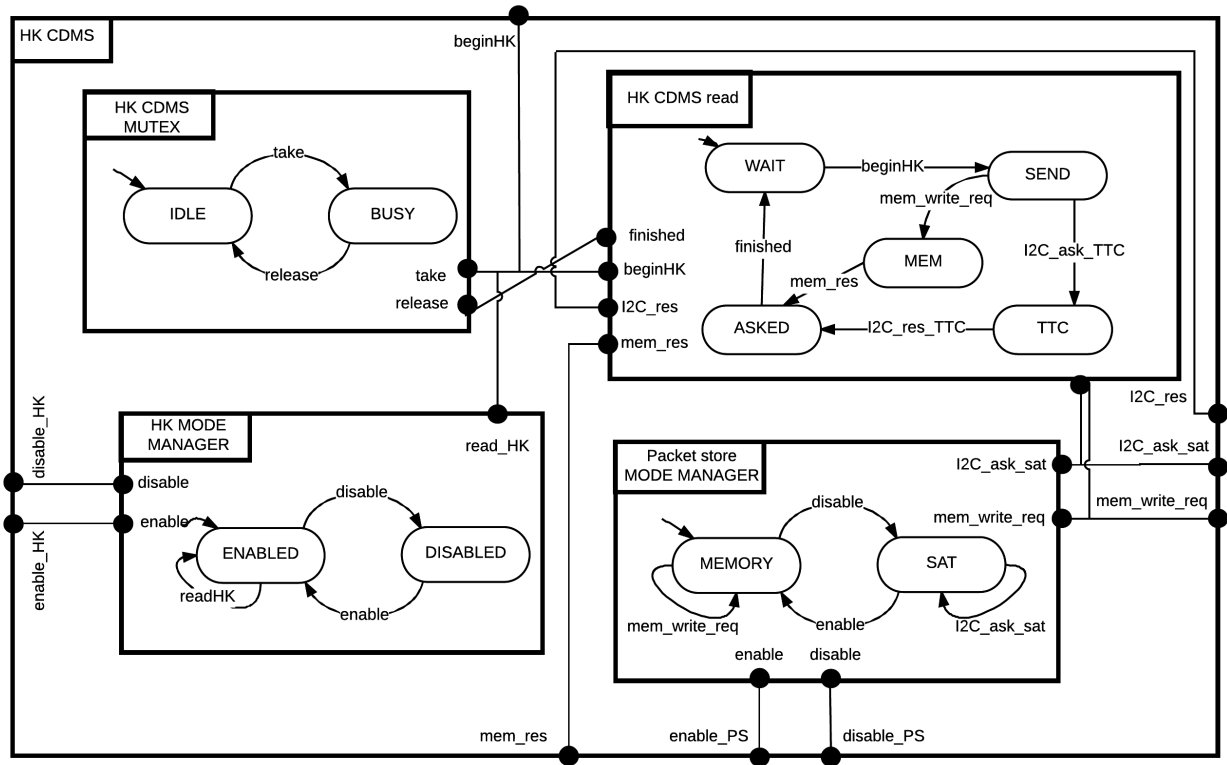 HK CDMS
beginHK
HK CDMS
MUTEX
take
IDLE
BUSY
release
take
release
HK CDMS read
WAIT
beginHK
SEND
mem_write_req
I2C_ask_TTC
finished
MEM
mem_res
ASKED
I2C_res_TTC
TTC
finished
beginHK
I2C_res
mem_res
I2C_res
I2C_ask_sat
mem_write_req
disable_HK
enable_HK
HK MODE
MANAGER
read_HK
disable
enable
disable
ENABLED
DISABLED
readHK
enable
Packet store
MODE MANAGER
I2C_ask_sat
mem_write_req
disable
MEMORY
SAT
mem_write_req
enable
I2C_ask_sat
enable
disable
mem_res
enable_PS
disable_PS